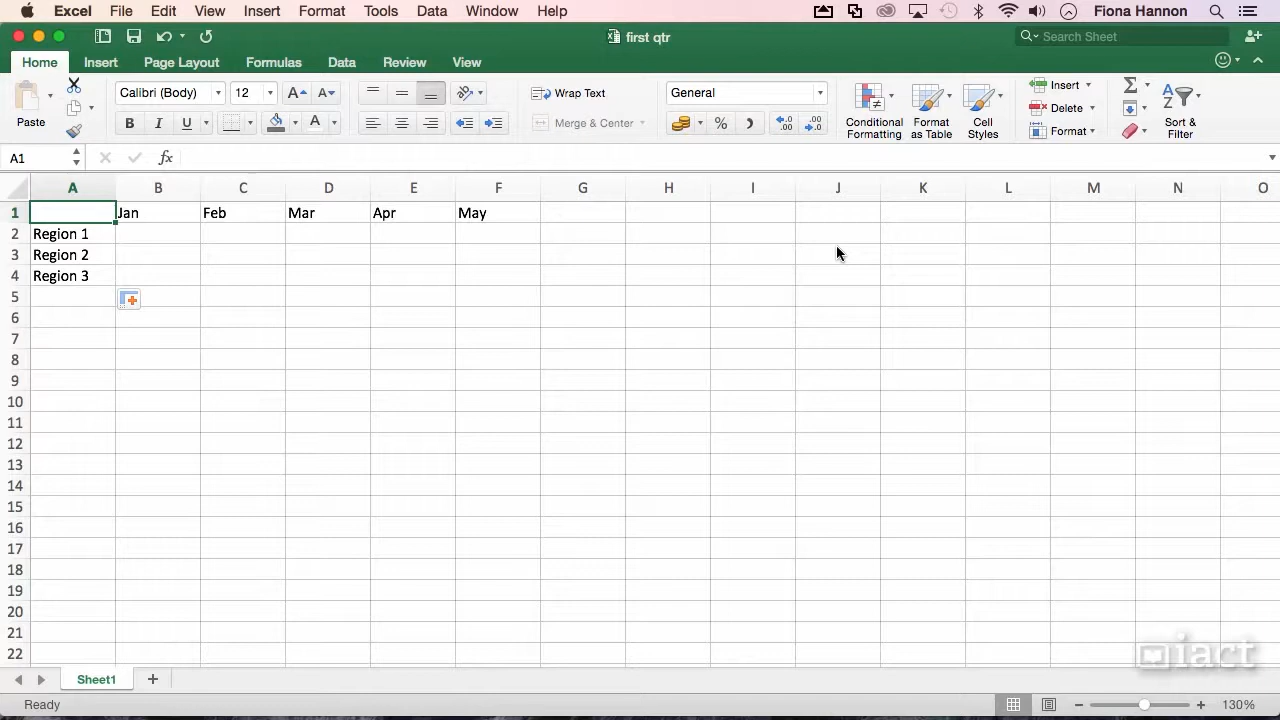 Excel File Edit View Insert Format Tools Data Window Help Fiona Hannon
first qtr Search Sheet
Home Insert Page Layout Formulas Data Review View
Paste Calibri (Body) 12 A A Wrap Text General Conditional Formatting Format as Table Cell Styles Insert Sort & Filter
B I U A Merge & Center % Delete
Format
A1 fx
A B C D E F G H I J K L M N O
1 Jan Feb Mar Apr May
2 Region 1
3 Region 2
4 Region 3
5
6
7
8
9
10
11
12
13
14
15
16
17
18
19
20
21
22
iact
Sheet1 +
Ready 130%